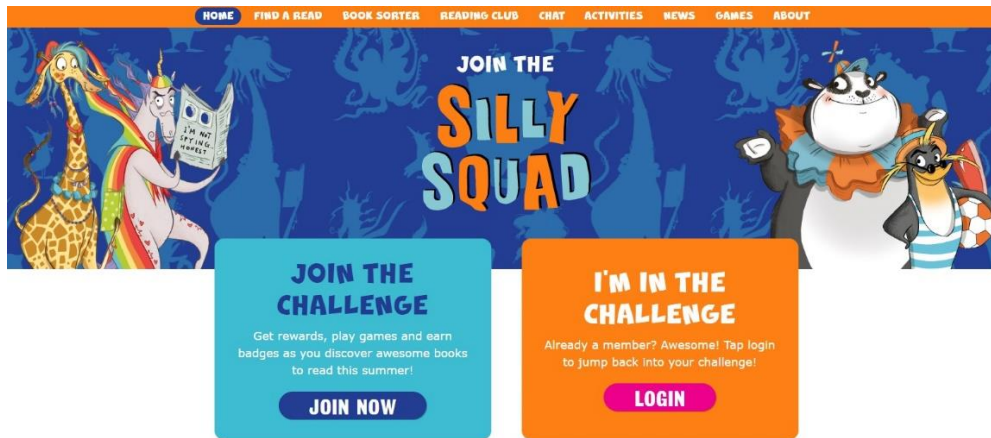 HOME FIND A READ BOOK SORTER READING CLUB CHAT ACTIVITIES NEWS GAMES ABOUT
JOIN THE
SILLY
SQUAD
I'M NOT
SPYING.
HONEST
JOIN THE
CHALLENGE
Get rewards, play games and earn
badges as you discover awesome books
to read this summer!
JOIN NOW
I'M IN THE
CHALLENGE
Already a member? Awesome! Tap login
to jump back into your challenge!
LOGIN